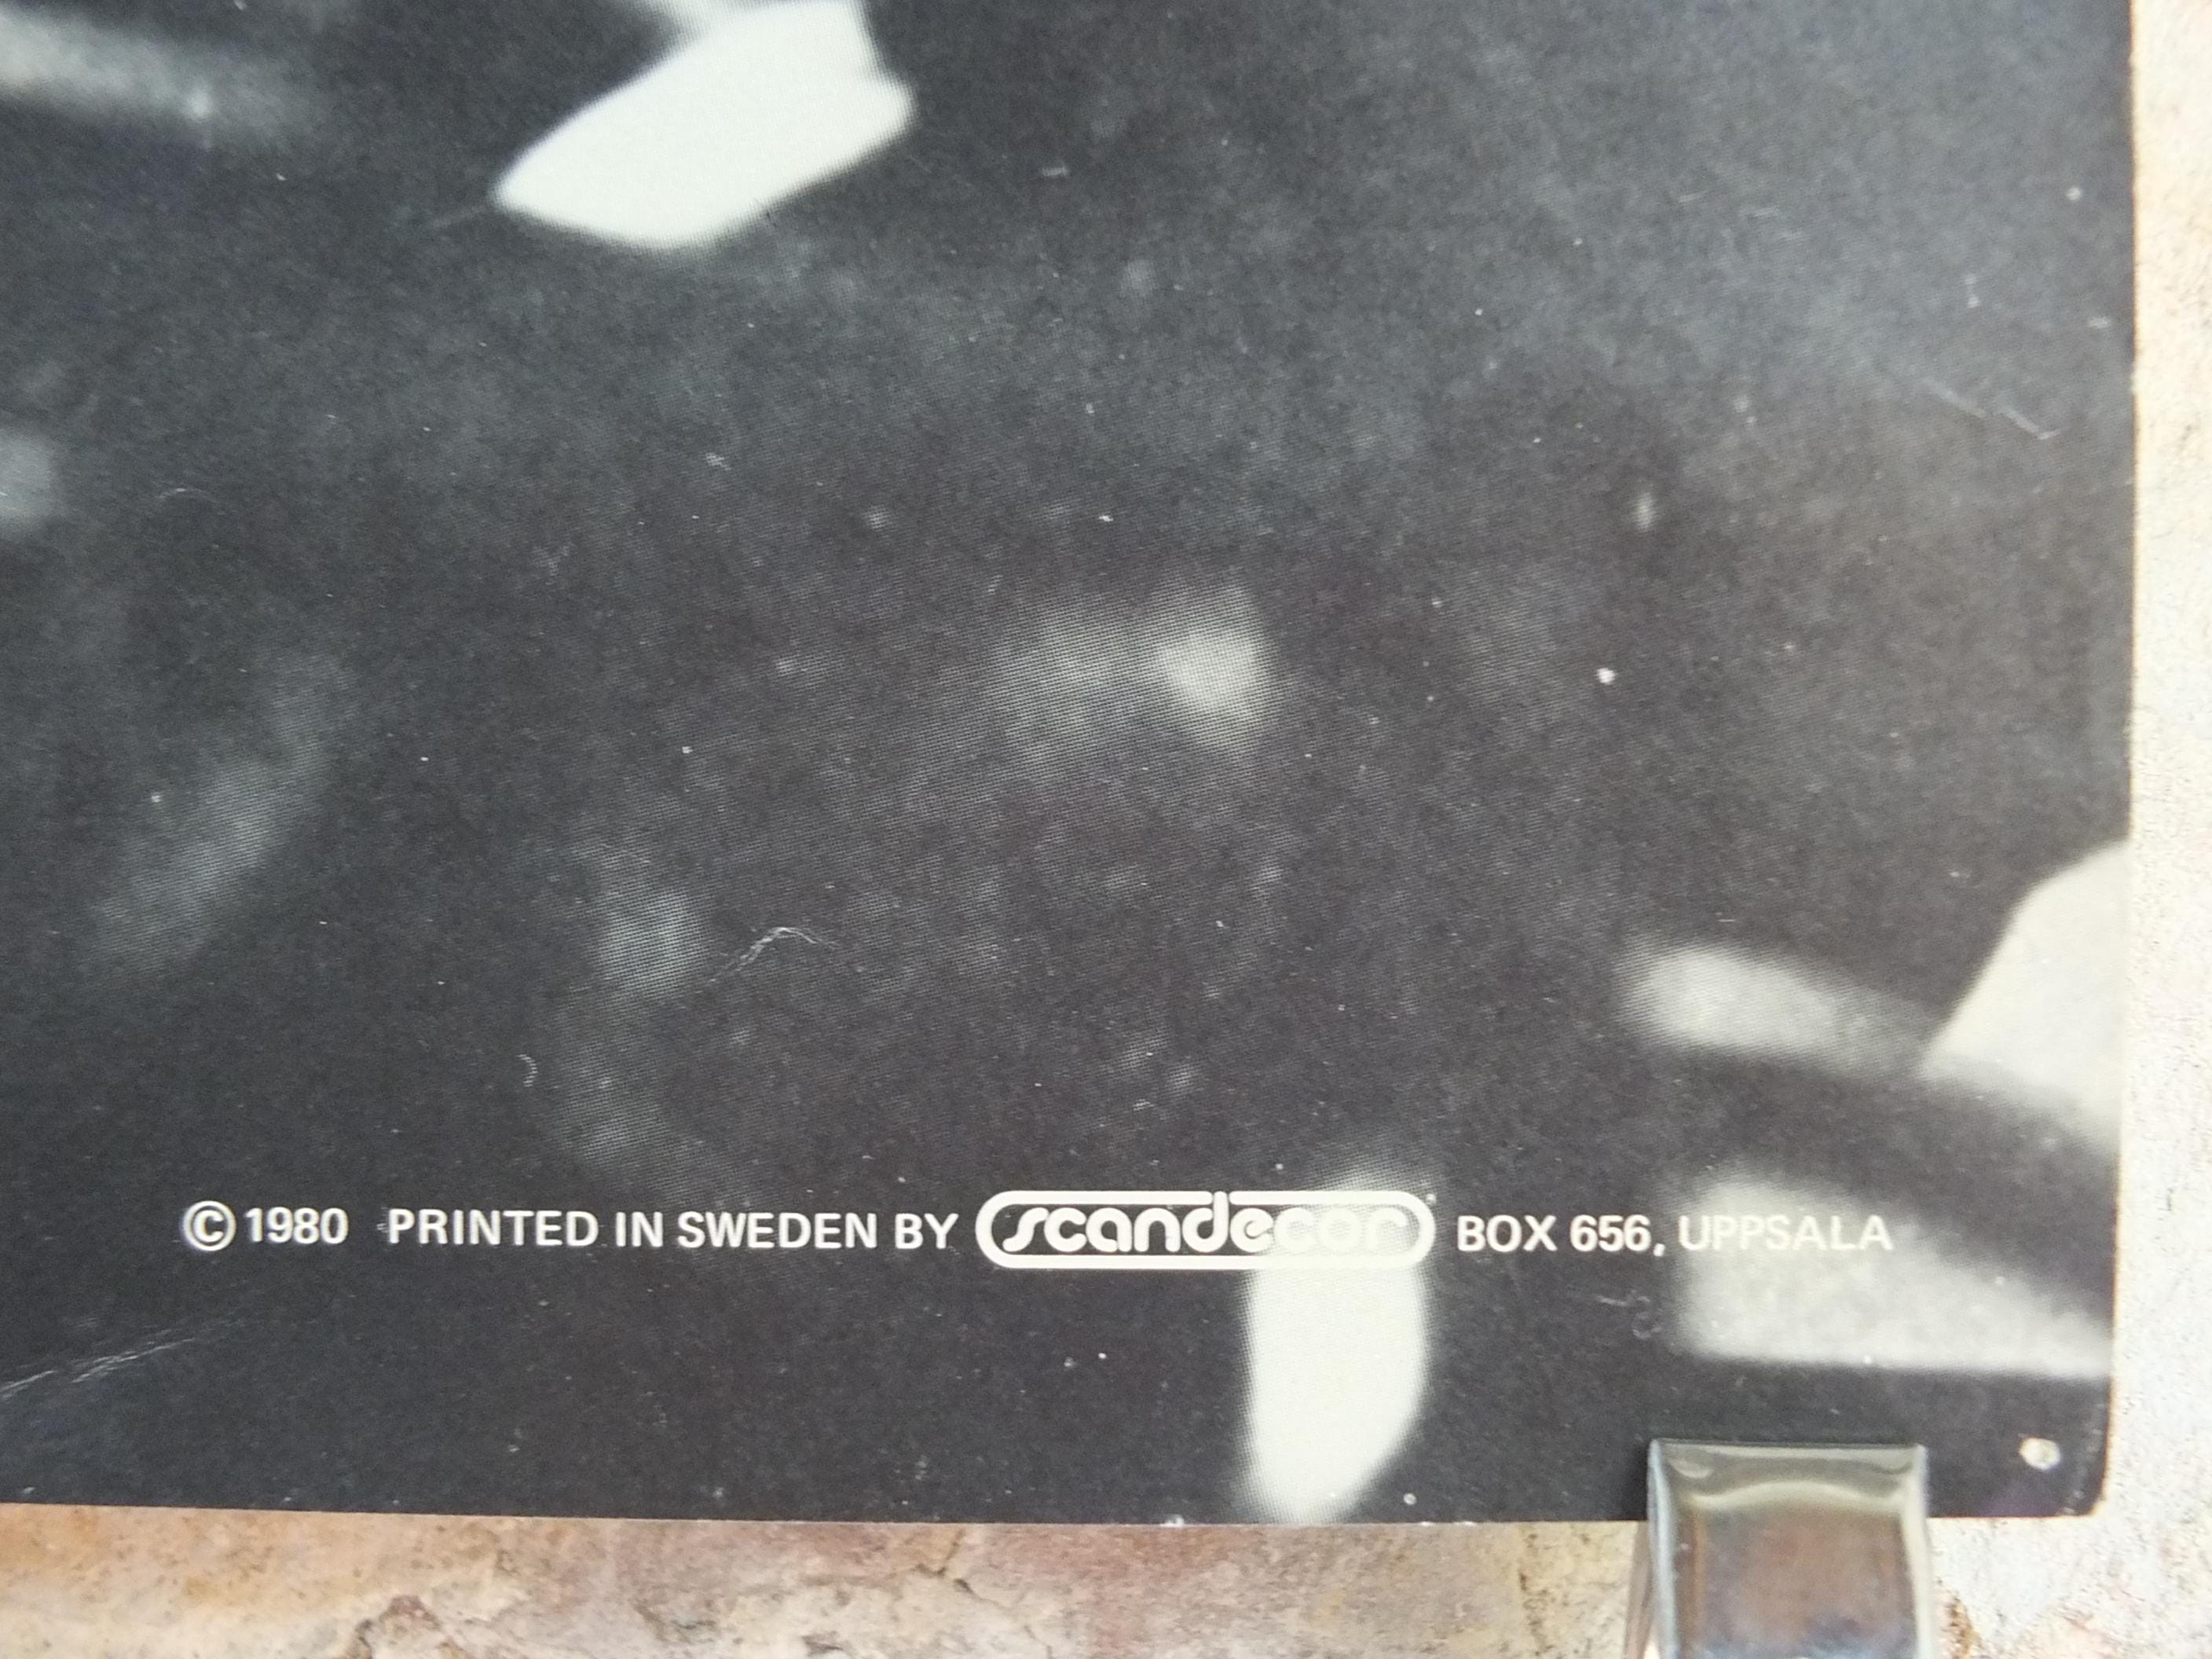 © 1980 PRINTED IN SWEDEN BY scandecor BOX 656, UPPSALA